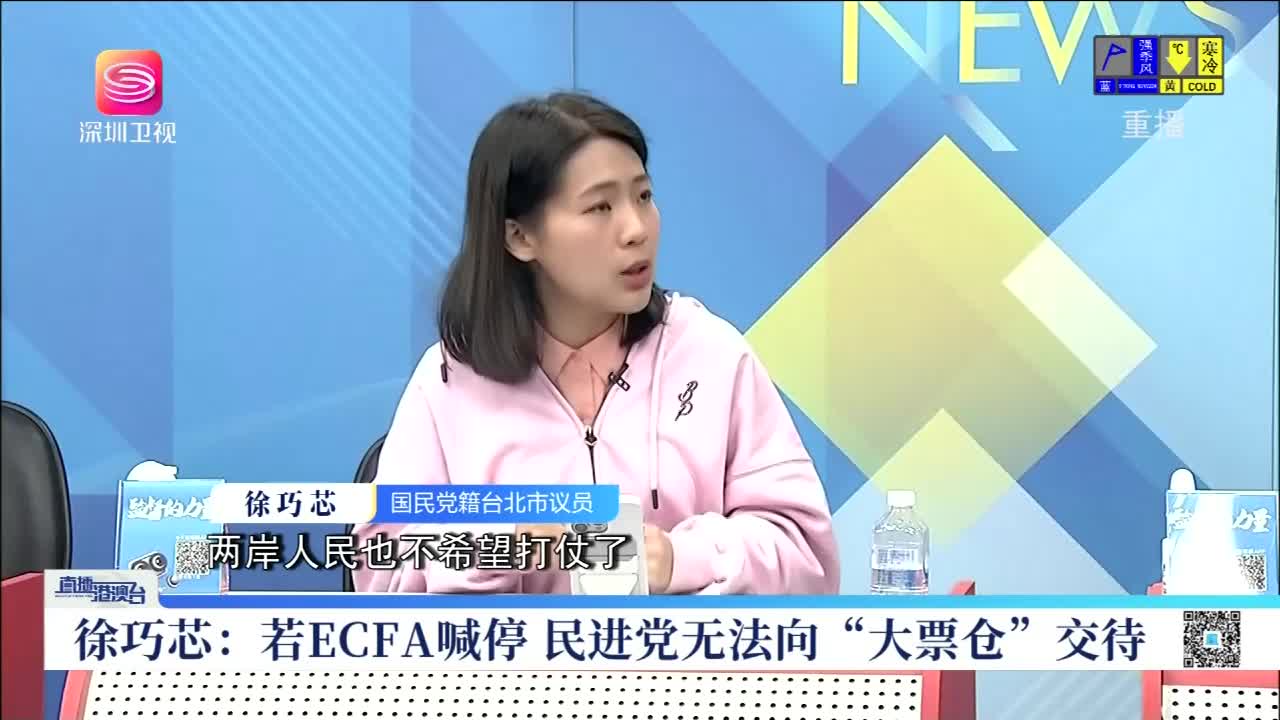 NEWS
强季风
℃
寒冷
蓝
黄
COLD
深圳卫视
重播
徐巧芯
国民党籍台北市议员
两岸人民也不希望打仗了
直播港澳台
徐巧芯：若ECFA喊停 民进党无法向“大票仓”交待